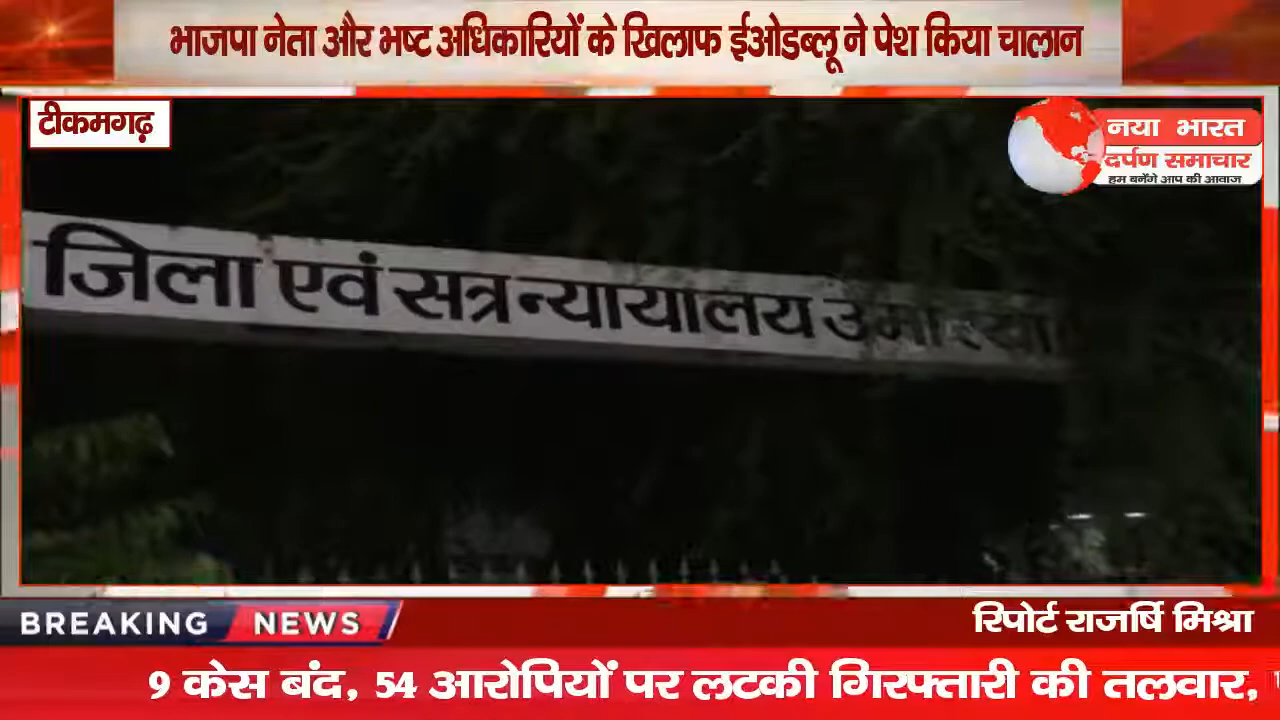 भाजपा नेता और भष्ट अधिकारियों के खिलाफ ईओडब्लू ने पेश किया चालान
टीकमगढ़
नया भारत
दर्पण समाचार
हम बनेंगे आप की आवाज
जिला एवं सत्र न्यायालय
BREAKING NEWS
रिपोर्ट राजर्षि मिश्रा
9 केस बंद, 54 आरोपियों पर लटकी गिरफ्तारी की तलवार,